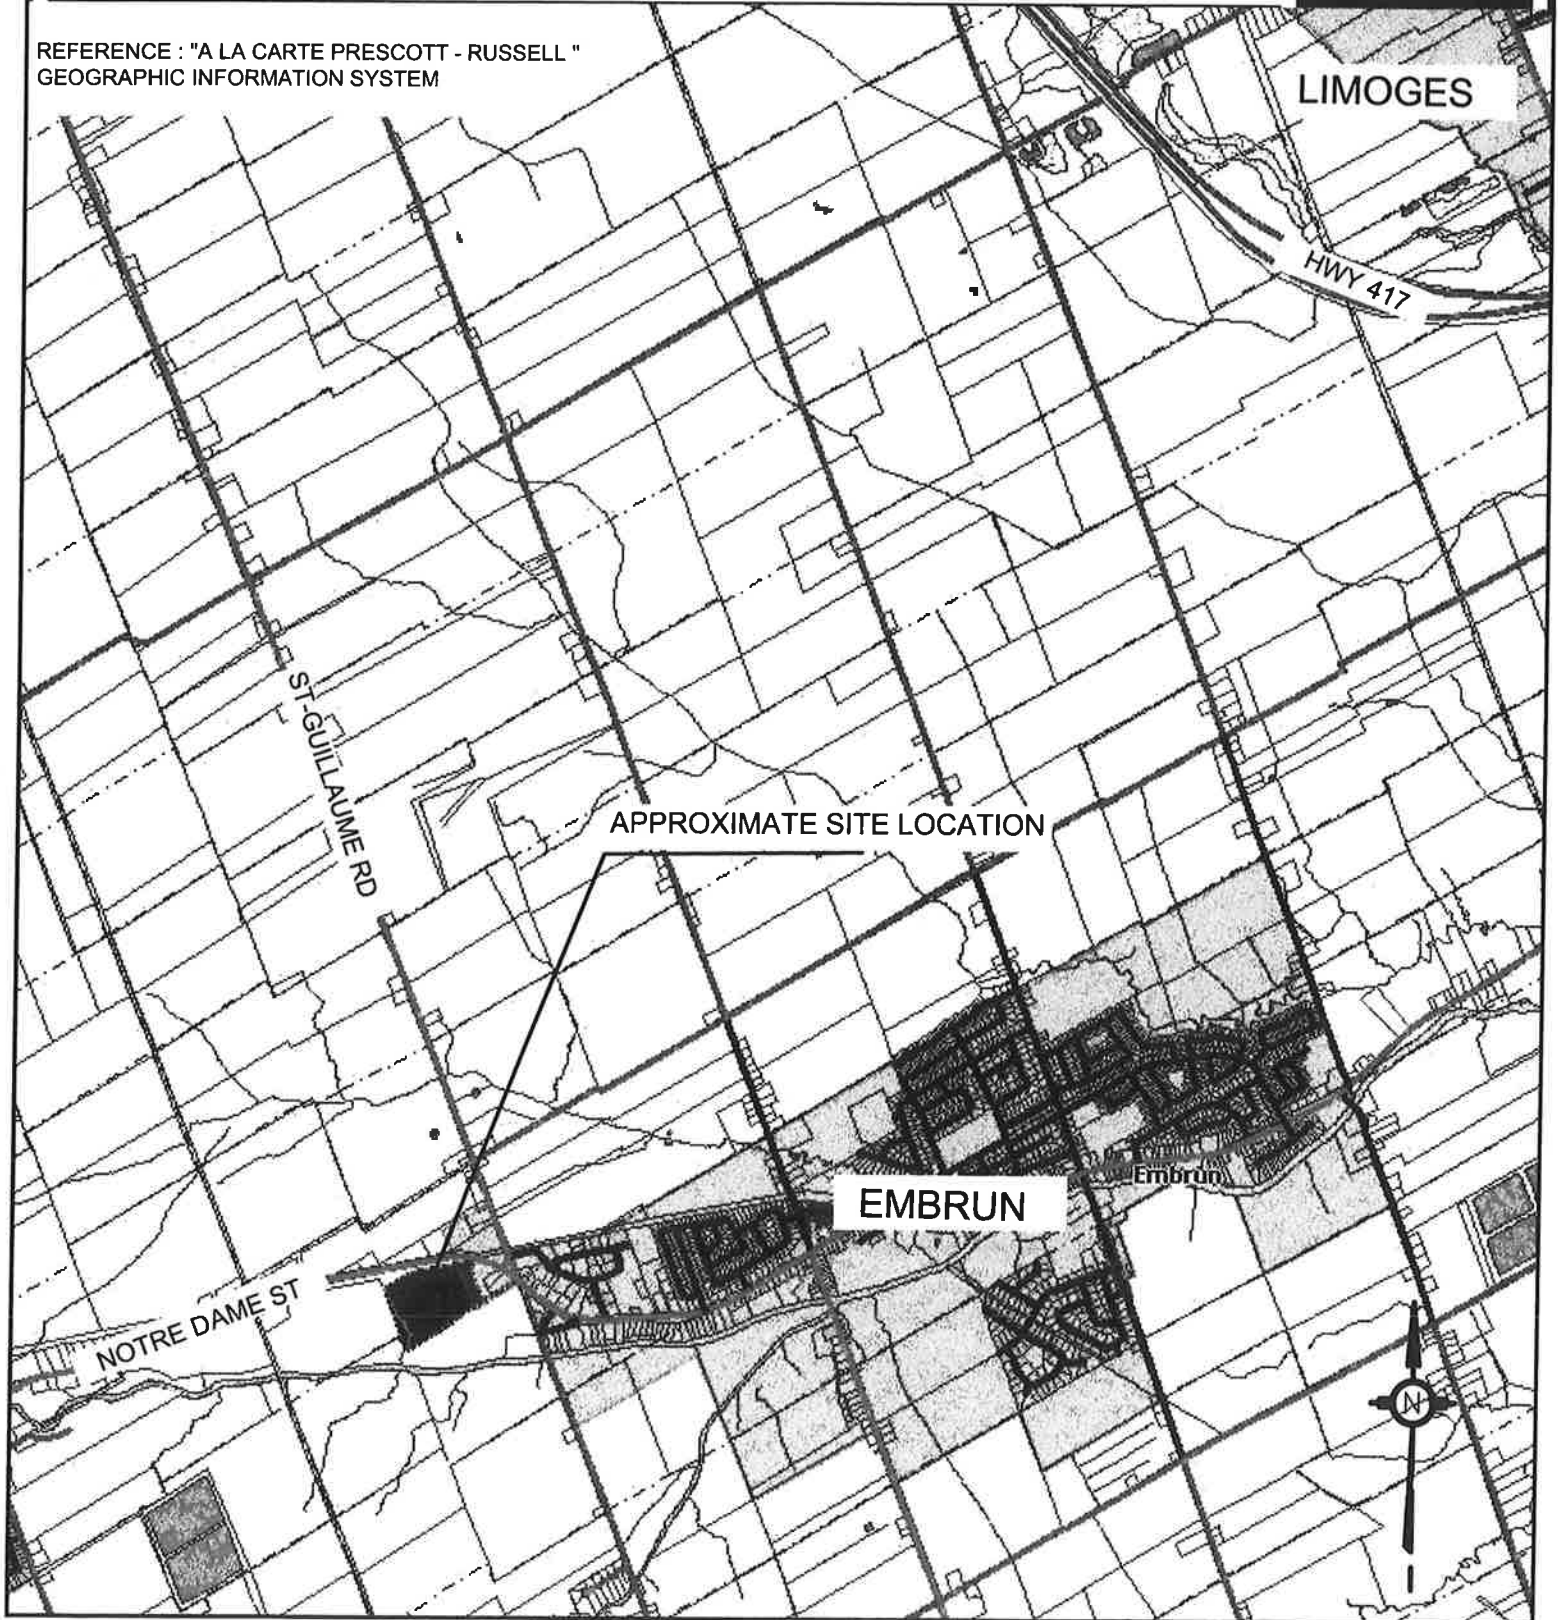 REFERENCE : "A LA CARTE PRESCOTT - RUSSELL "
GEOGRAPHIC INFORMATION SYSTEM
LIMOGES
HWY 417
ST-GUILLAUME RD
APPROXIMATE SITE LOCATION
Embrun
EMBRUN
NOTRE DAME ST
N